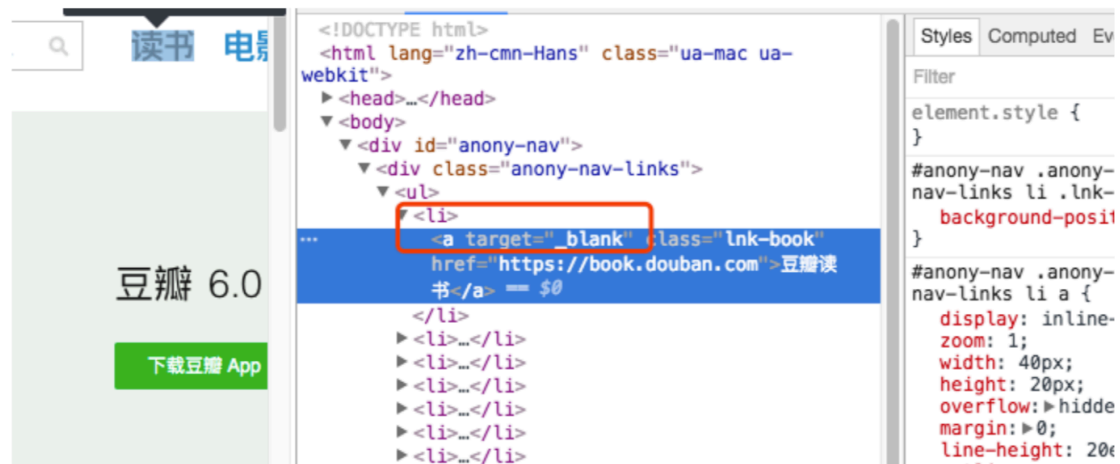 读书
电影
豆瓣 6.0
下载豆瓣 App
<!DOCTYPE html>
<html lang="zh-cmn-Hans" class="ua-mac ua-
webkit">
▶<head>…</head>
▼<body>
▼<div id="anony-nav">
▼<div class="anony-nav-links">
▼<ul>
▼<li>
<a target="_blank" class="lnk-book"
href="https://book.douban.com">豆瓣读
书</a> == $0
</li>
▶<li>…</li>
▶<li>…</li>
▶<li>…</li>
▶<li>…</li>
▶<li>…</li>
▶<li>…</li>
Styles Computed Ev
Filter
element.style {
}
#anony-nav .anony-
nav-links li .lnk-
background-posit
}
#anony-nav .anony-
nav-links li a {
display: inline-
zoom: 1;
width: 40px;
height: 20px;
overflow:▶hidde
margin:▶0;
line-height: 20